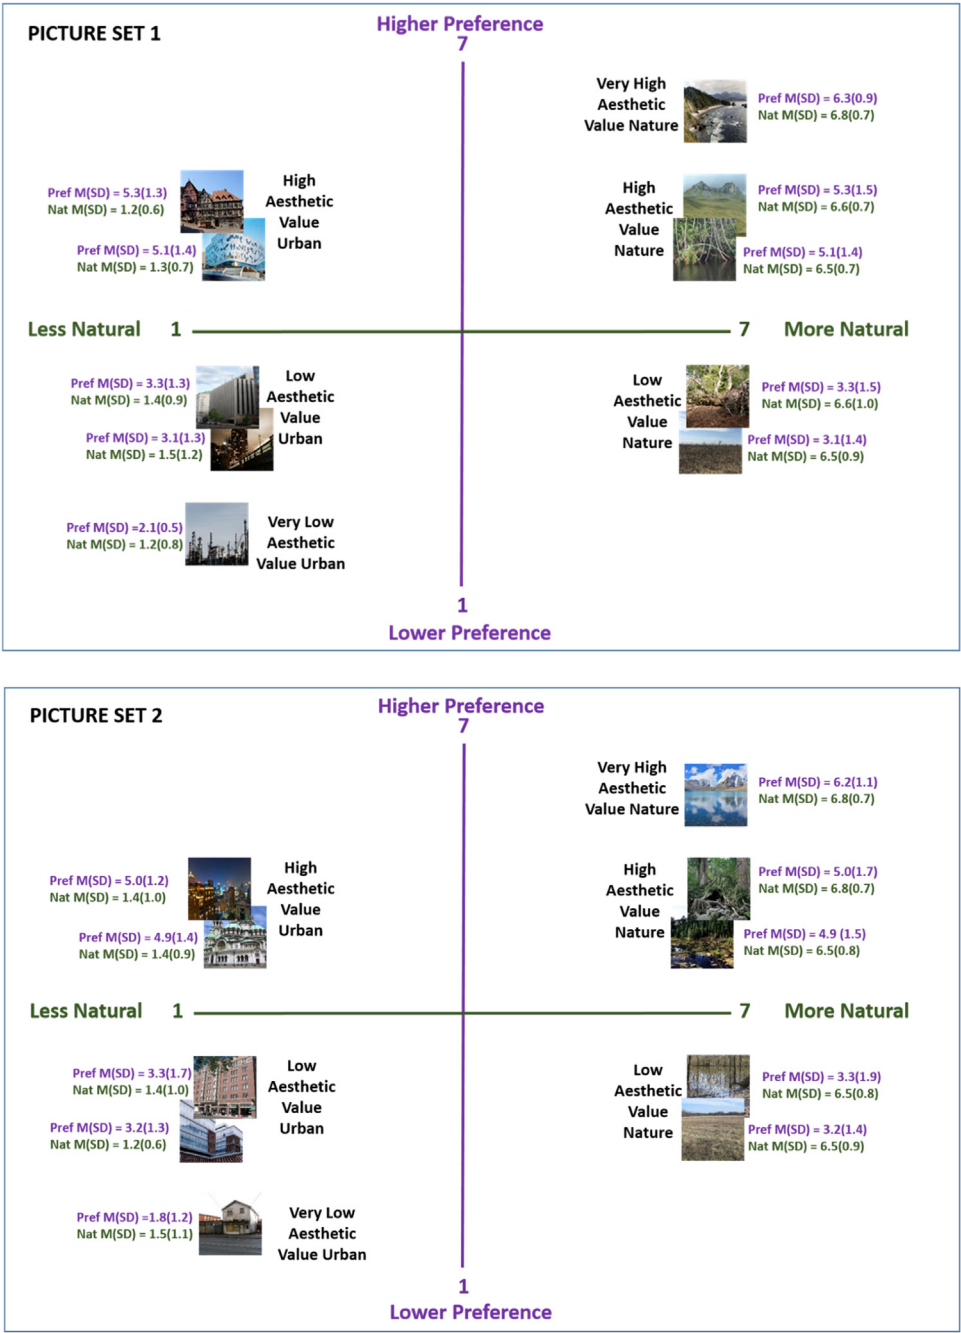 PICTURE SET 1
Higher Preference
7
Very High
Aesthetic
Value Nature
Pref M(SD) = 6.3(0.9)
Nat M(SD) = 6.8(0.7)
Pref M(SD) = 5.3(1.3)
Nat M(SD) = 1.2(0.6)
Pref M(SD) = 5.1(1.4)
Nat M(SD) = 1.3(0.7)
High
Aesthetic
Value
Urban
High
Aesthetic
Value
Nature
Pref M(SD) = 5.3(1.5)
Nat M(SD) = 6.6(0.7)
Pref M(SD) = 5.1(1.4)
Nat M(SD) = 6.5(0.7)
Less Natural 1
7 More Natural
Pref M(SD) = 3.3(1.3)
Nat M(SD) = 1.4(0.9)
Pref M(SD) = 3.1(1.3)
Nat M(SD) = 1.5(1.2)
Low
Aesthetic
Value
Urban
Low
Aesthetic
Value
Nature
Pref M(SD) = 3.3(1.5)
Nat M(SD) = 6.6(1.0)
Pref M(SD) = 3.1(1.4)
Nat M(SD) = 6.5(0.9)
Pref M(SD) =2.1(0.5)
Nat M(SD) = 1.2(0.8)
Very Low
Aesthetic
Value Urban
1
Lower Preference
PICTURE SET 2
Higher Preference
7
Very High
Aesthetic
Value Nature
Pref M(SD) = 6.2(1.1)
Nat M(SD) = 6.8(0.7)
Pref M(SD) = 5.0(1.2)
Nat M(SD) = 1.4(1.0)
Pref M(SD) = 4.9(1.4)
Nat M(SD) = 1.4(0.9)
High
Aesthetic
Value
Urban
High
Aesthetic
Value
Nature
Pref M(SD) = 5.0(1.7)
Nat M(SD) = 6.8(0.7)
Pref M(SD) = 4.9 (1.5)
Nat M(SD) = 6.5(0.8)
Less Natural 1
7 More Natural
Pref M(SD) = 3.3(1.7)
Nat M(SD) = 1.4(1.0)
Pref M(SD) = 3.2(1.3)
Nat M(SD) = 1.2(0.6)
Low
Aesthetic
Value
Urban
Low
Aesthetic
Value
Nature
Pref M(SD) = 3.3(1.9)
Nat M(SD) = 6.5(0.8)
Pref M(SD) = 3.2(1.4)
Nat M(SD) = 6.5(0.9)
Pref M(SD) =1.8(1.2)
Nat M(SD) = 1.5(1.1)
Very Low
Aesthetic
Value Urban
1
Lower Preference